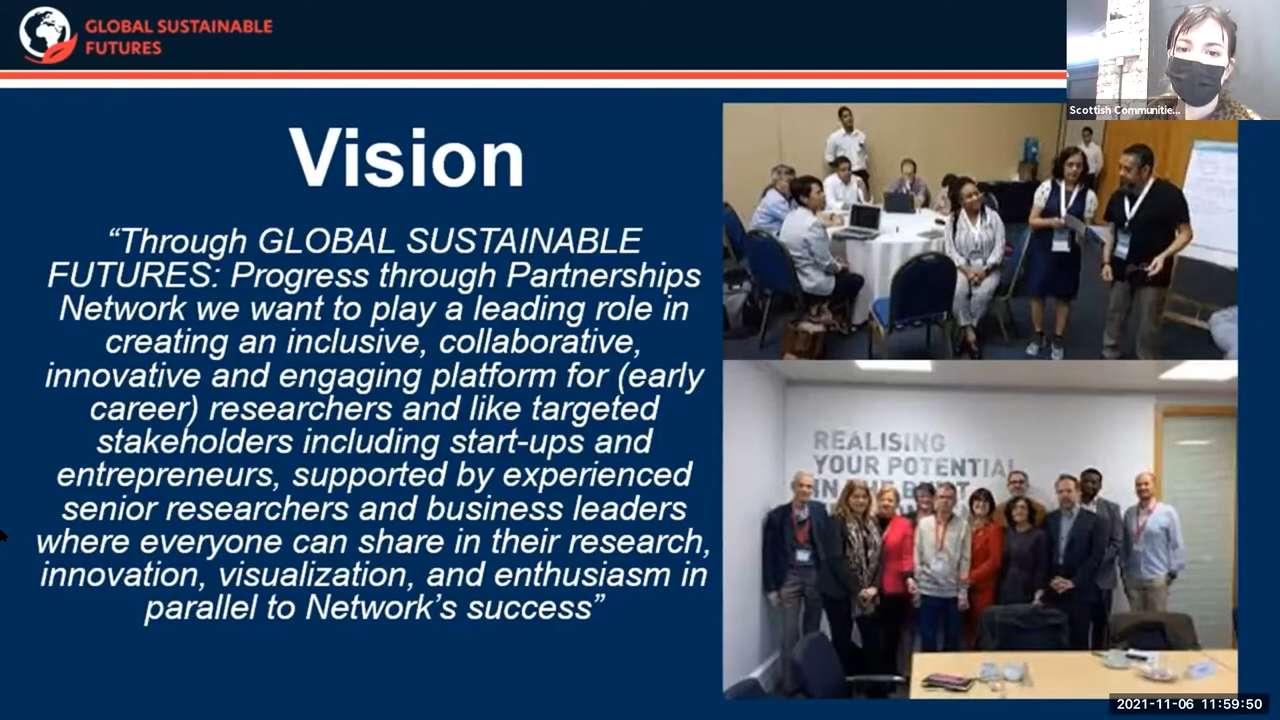 GLOBAL SUSTAINABLE
FUTURES
Scottish Communitie...
Vision
“Through GLOBAL SUSTAINABLE
FUTURES: Progress through Partnerships
Network we want to play a leading role in
creating an inclusive, collaborative,
innovative and engaging platform for (early
career) researchers and like targeted
stakeholders including start-ups and
entrepreneurs, supported by experienced
senior researchers and business leaders
where everyone can share in their research,
innovation, visualization, and enthusiasm in
parallel to Network’s success”
REALISING
YOUR POTENTIAL
IN THE
2021-11-06 11:59:50